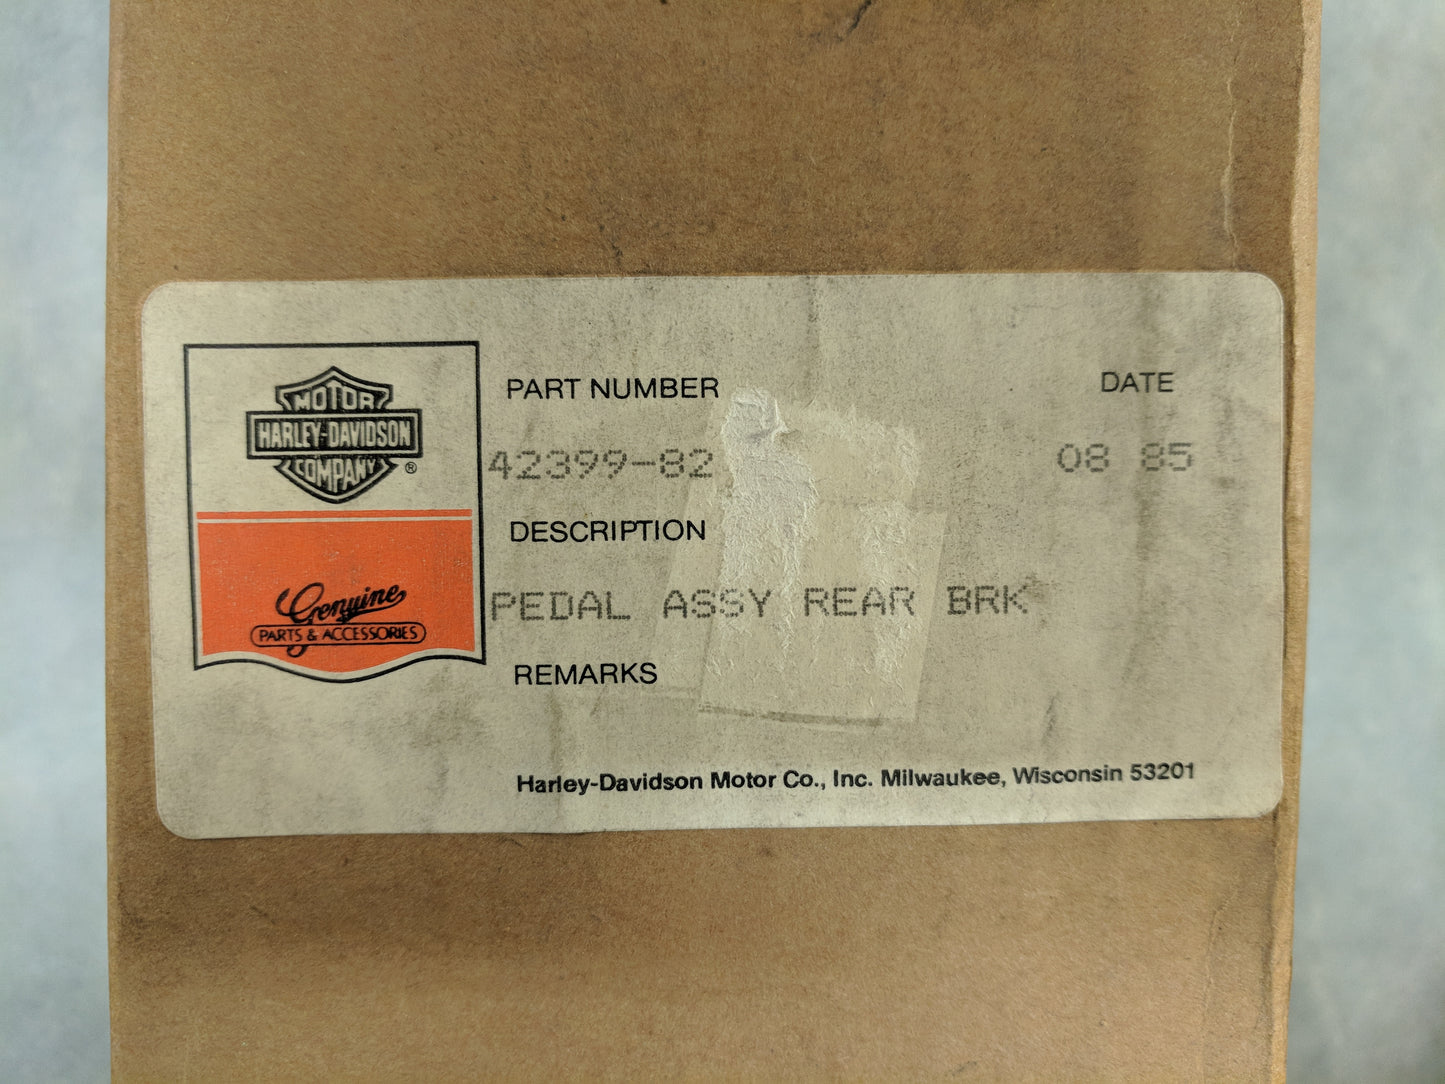 MOTOR
HARLEY-DAVIDSON
COMPANY
®
Genuine
PARTS & ACCESSORIES
PART NUMBER
DATE
42399-82
08 85
DESCRIPTION
PEDAL ASSY REAR BRK
REMARKS
Harley-Davidson Motor Co., Inc. Milwaukee, Wisconsin 53201